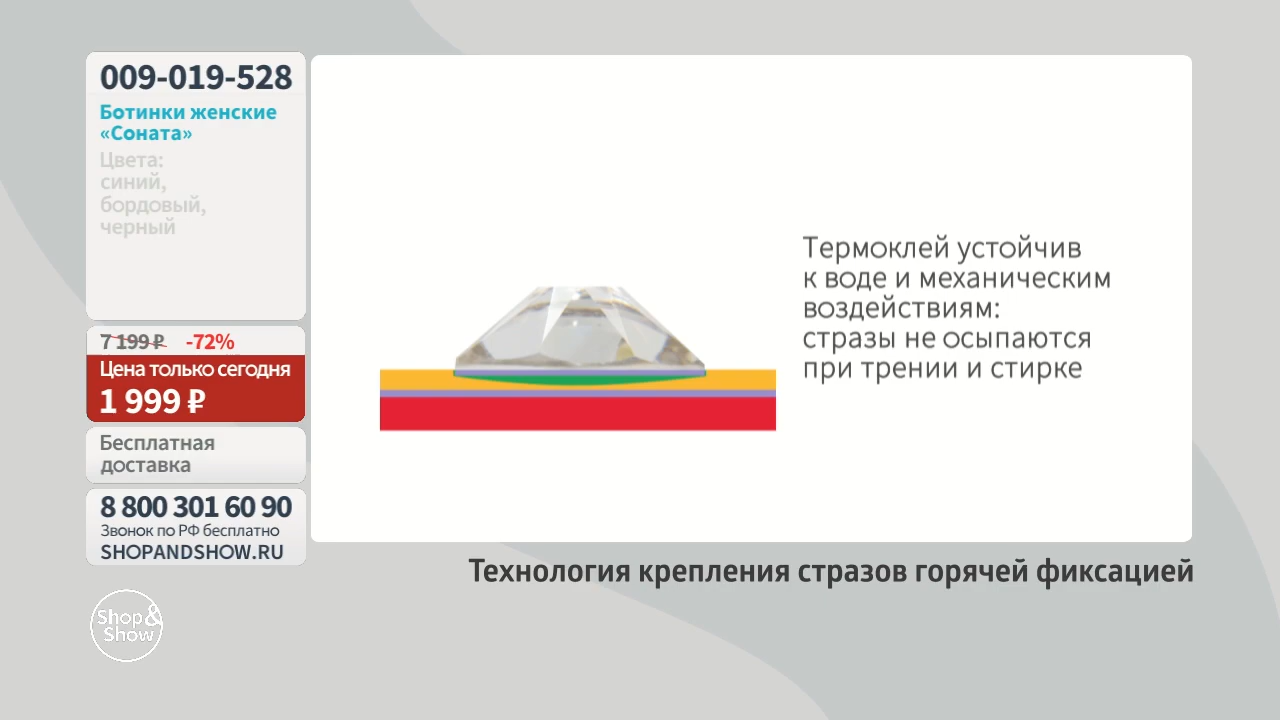 009-019-528
Ботинки женские
«Соната»
Цвета:
синий,
бордовый,
черный
7 199 ₽ -72%
Цена только сегодня
1 999 ₽
Бесплатная
доставка
8 800 301 60 90
Звонок по РФ бесплатно
SHOPANDSHOW.RU
Shop&
Show
Термоклей устойчив
к воде и механическим
воздействиям:
стразы не осыпаются
при трении и стирке
Технология крепления стразов горячей фиксацией